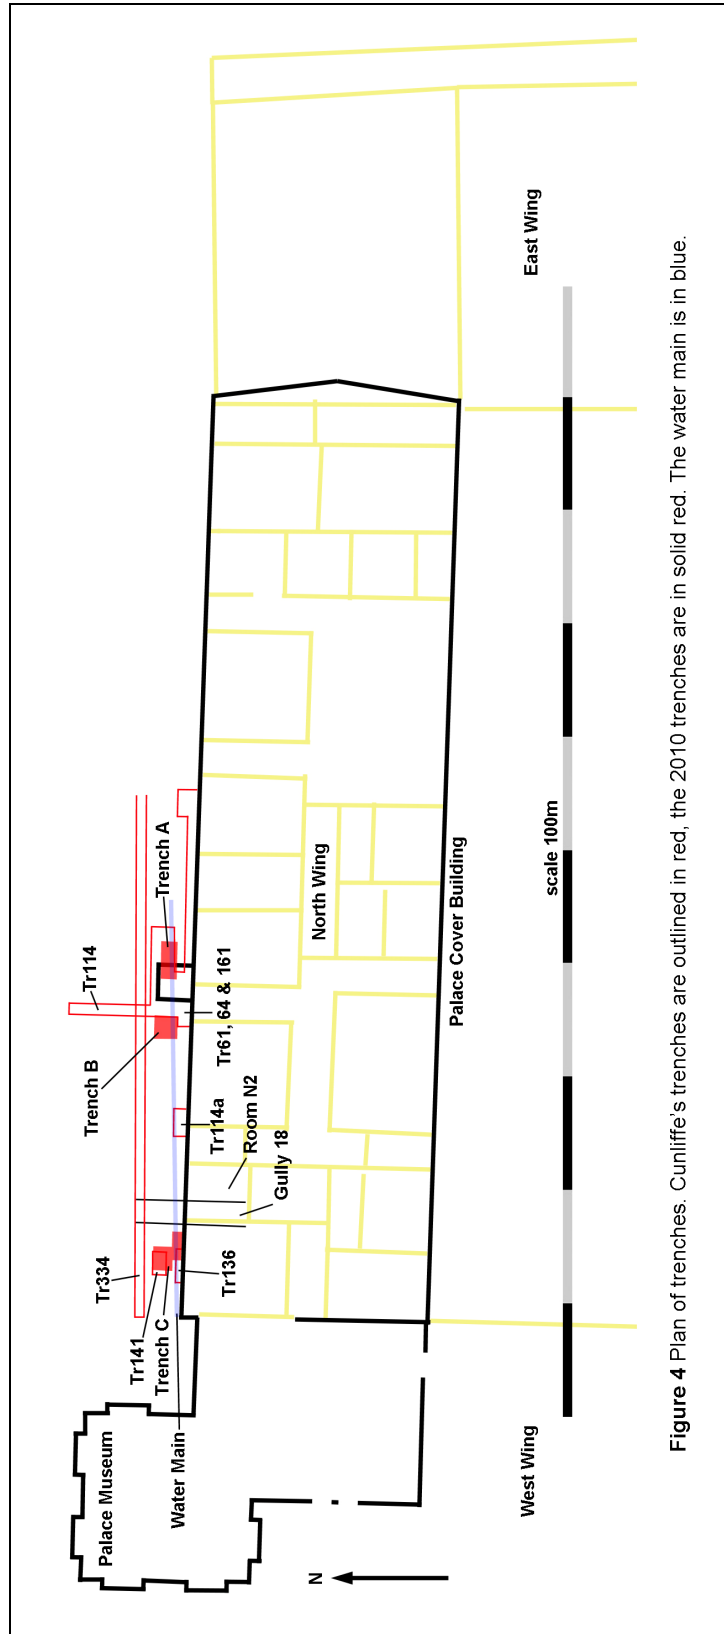 Palace Museum
Water Main
Tr141
Trench C
Tr334
Tr136
Gully 18
Room N2
Tr114a
Trench B
Tr114
Tr61, 64 & 161
Trench A
North Wing
Palace Cover Building
West Wing
East Wing
scale 100m
N
Figure 4 Plan of trenches. Cunliffe's trenches are outlined in red, the 2010 trenches are in solid red. The water main is in blue.